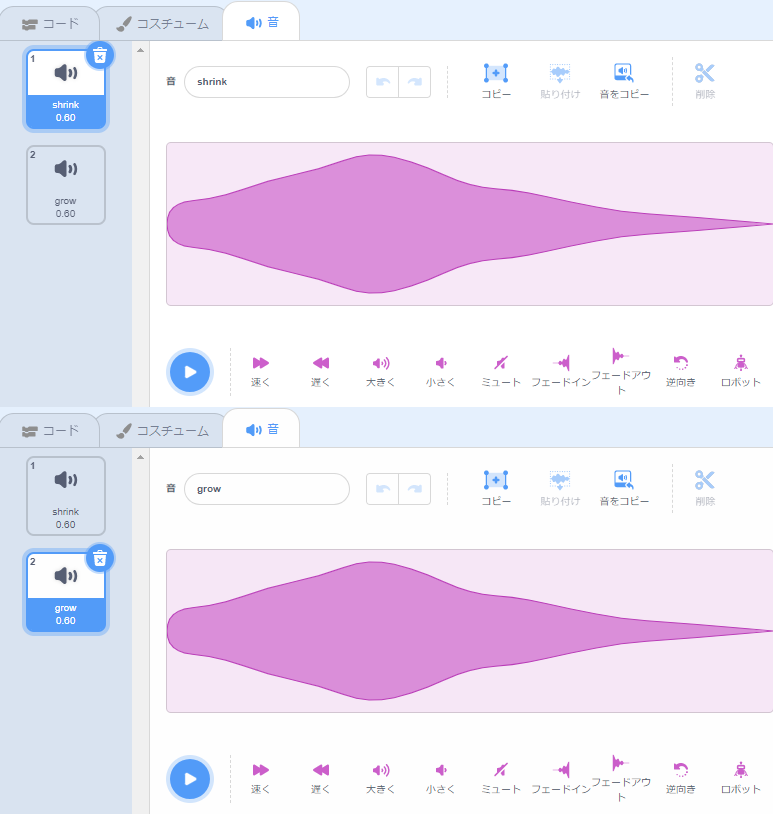 コード コスチューム 音
1
shrink
0.60
2
grow
0.60
音 shrink
コピー 貼り付け 音をコピー 削除
速く 遅く 大きく 小さく ミュート フェードイン フェードアウ
ト 逆向き ロボット
コード コスチューム 音
1
shrink
0.60
2
grow
0.60
音 grow
コピー 貼り付け 音をコピー 削除
速く 遅く 大きく 小さく ミュート フェードイン フェードアウ
ト 逆向き ロボット